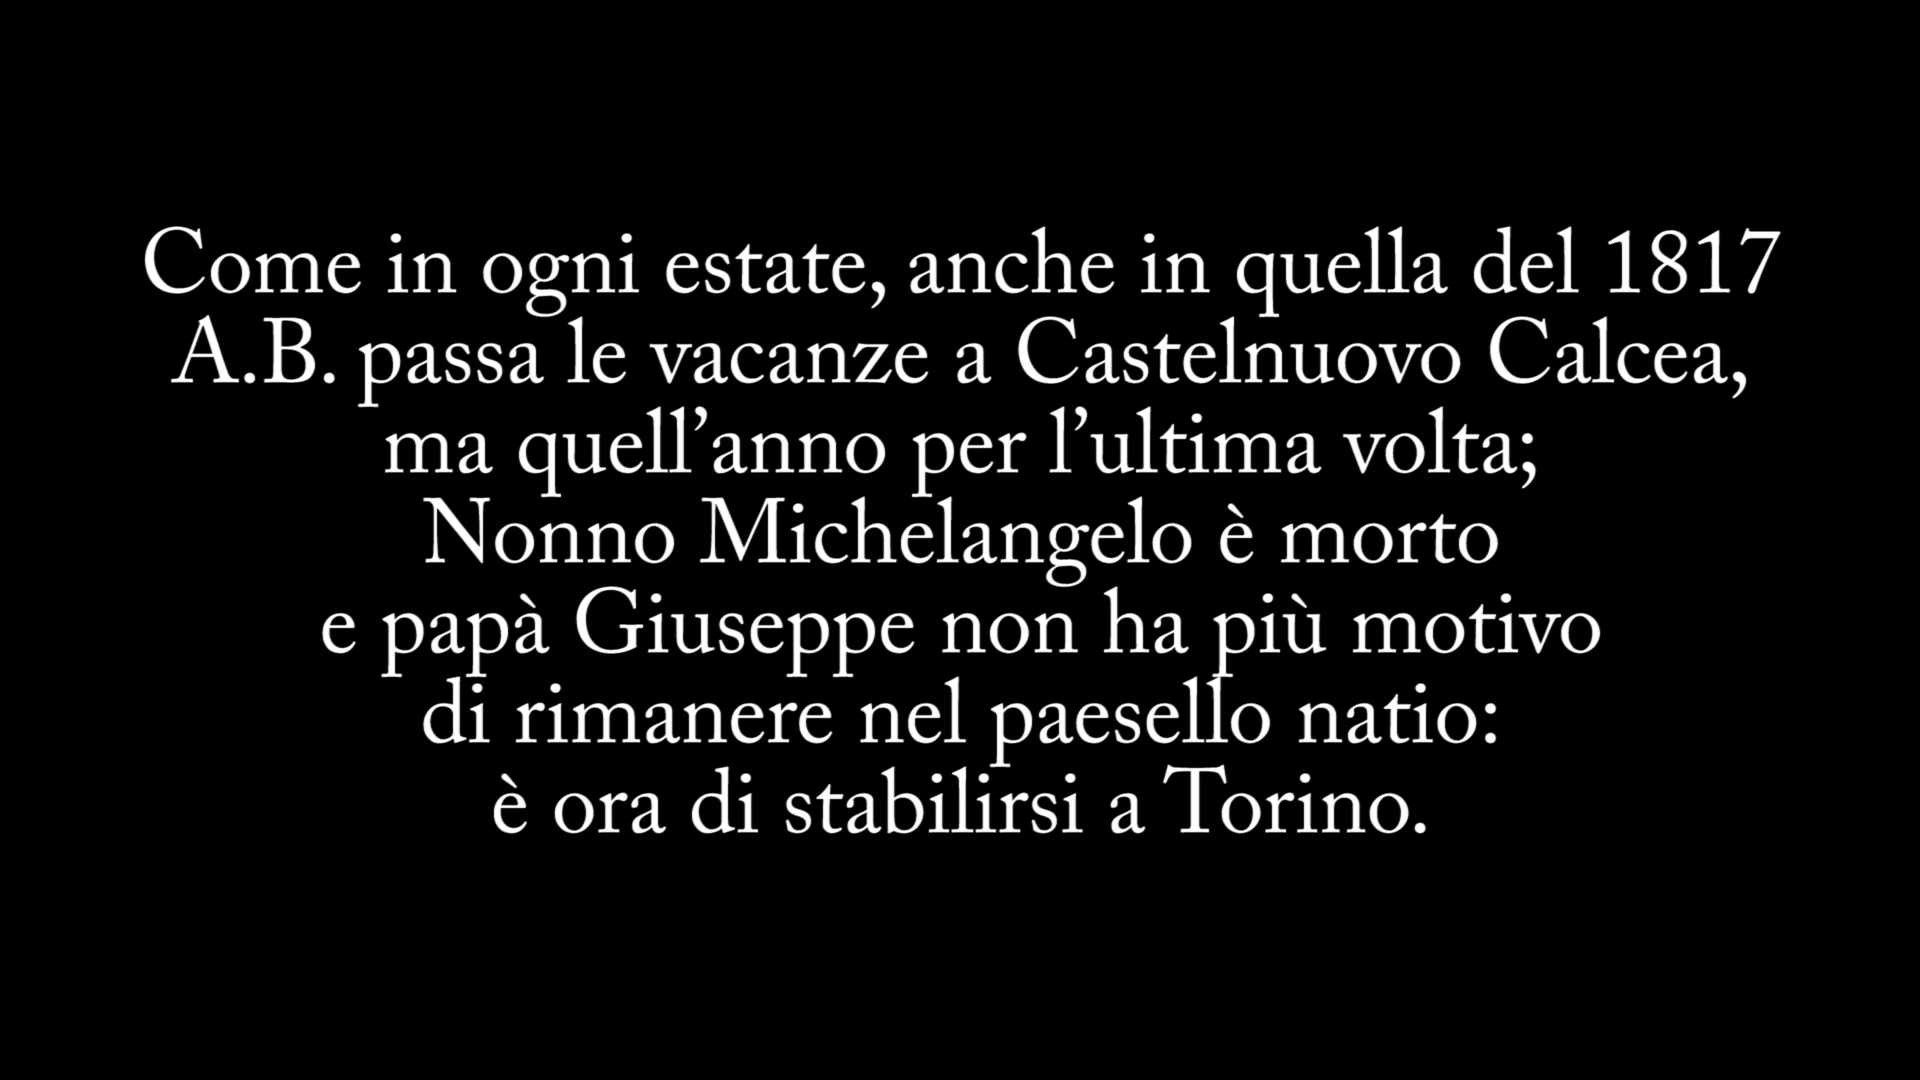 Come in ogni estate, anche in quella del 1817
A.B. passa le vacanze a Castelnuovo Calcea,
ma quell’anno per l’ultima volta;
Nonno Michelangelo è morto
e papà Giuseppe non ha più motivo
di rimanere nel paesello natio:
è ora di stabilirsi a Torino.